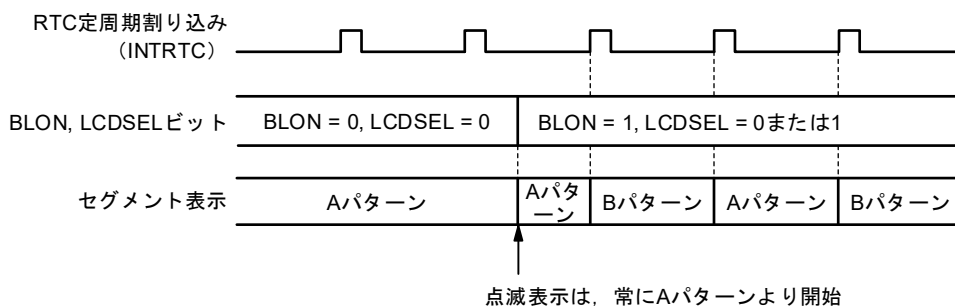 RTC定周期割り込み
（INTRTC）
BLON, LCDSELビット
BLON = 0, LCDSEL = 0
BLON = 1, LCDSEL = 0または1
セグメント表示
Aパターン
Aパタ
ーン
Bパターン
Aパターン
Bパターン
点滅表示は，常にAパターンより開始